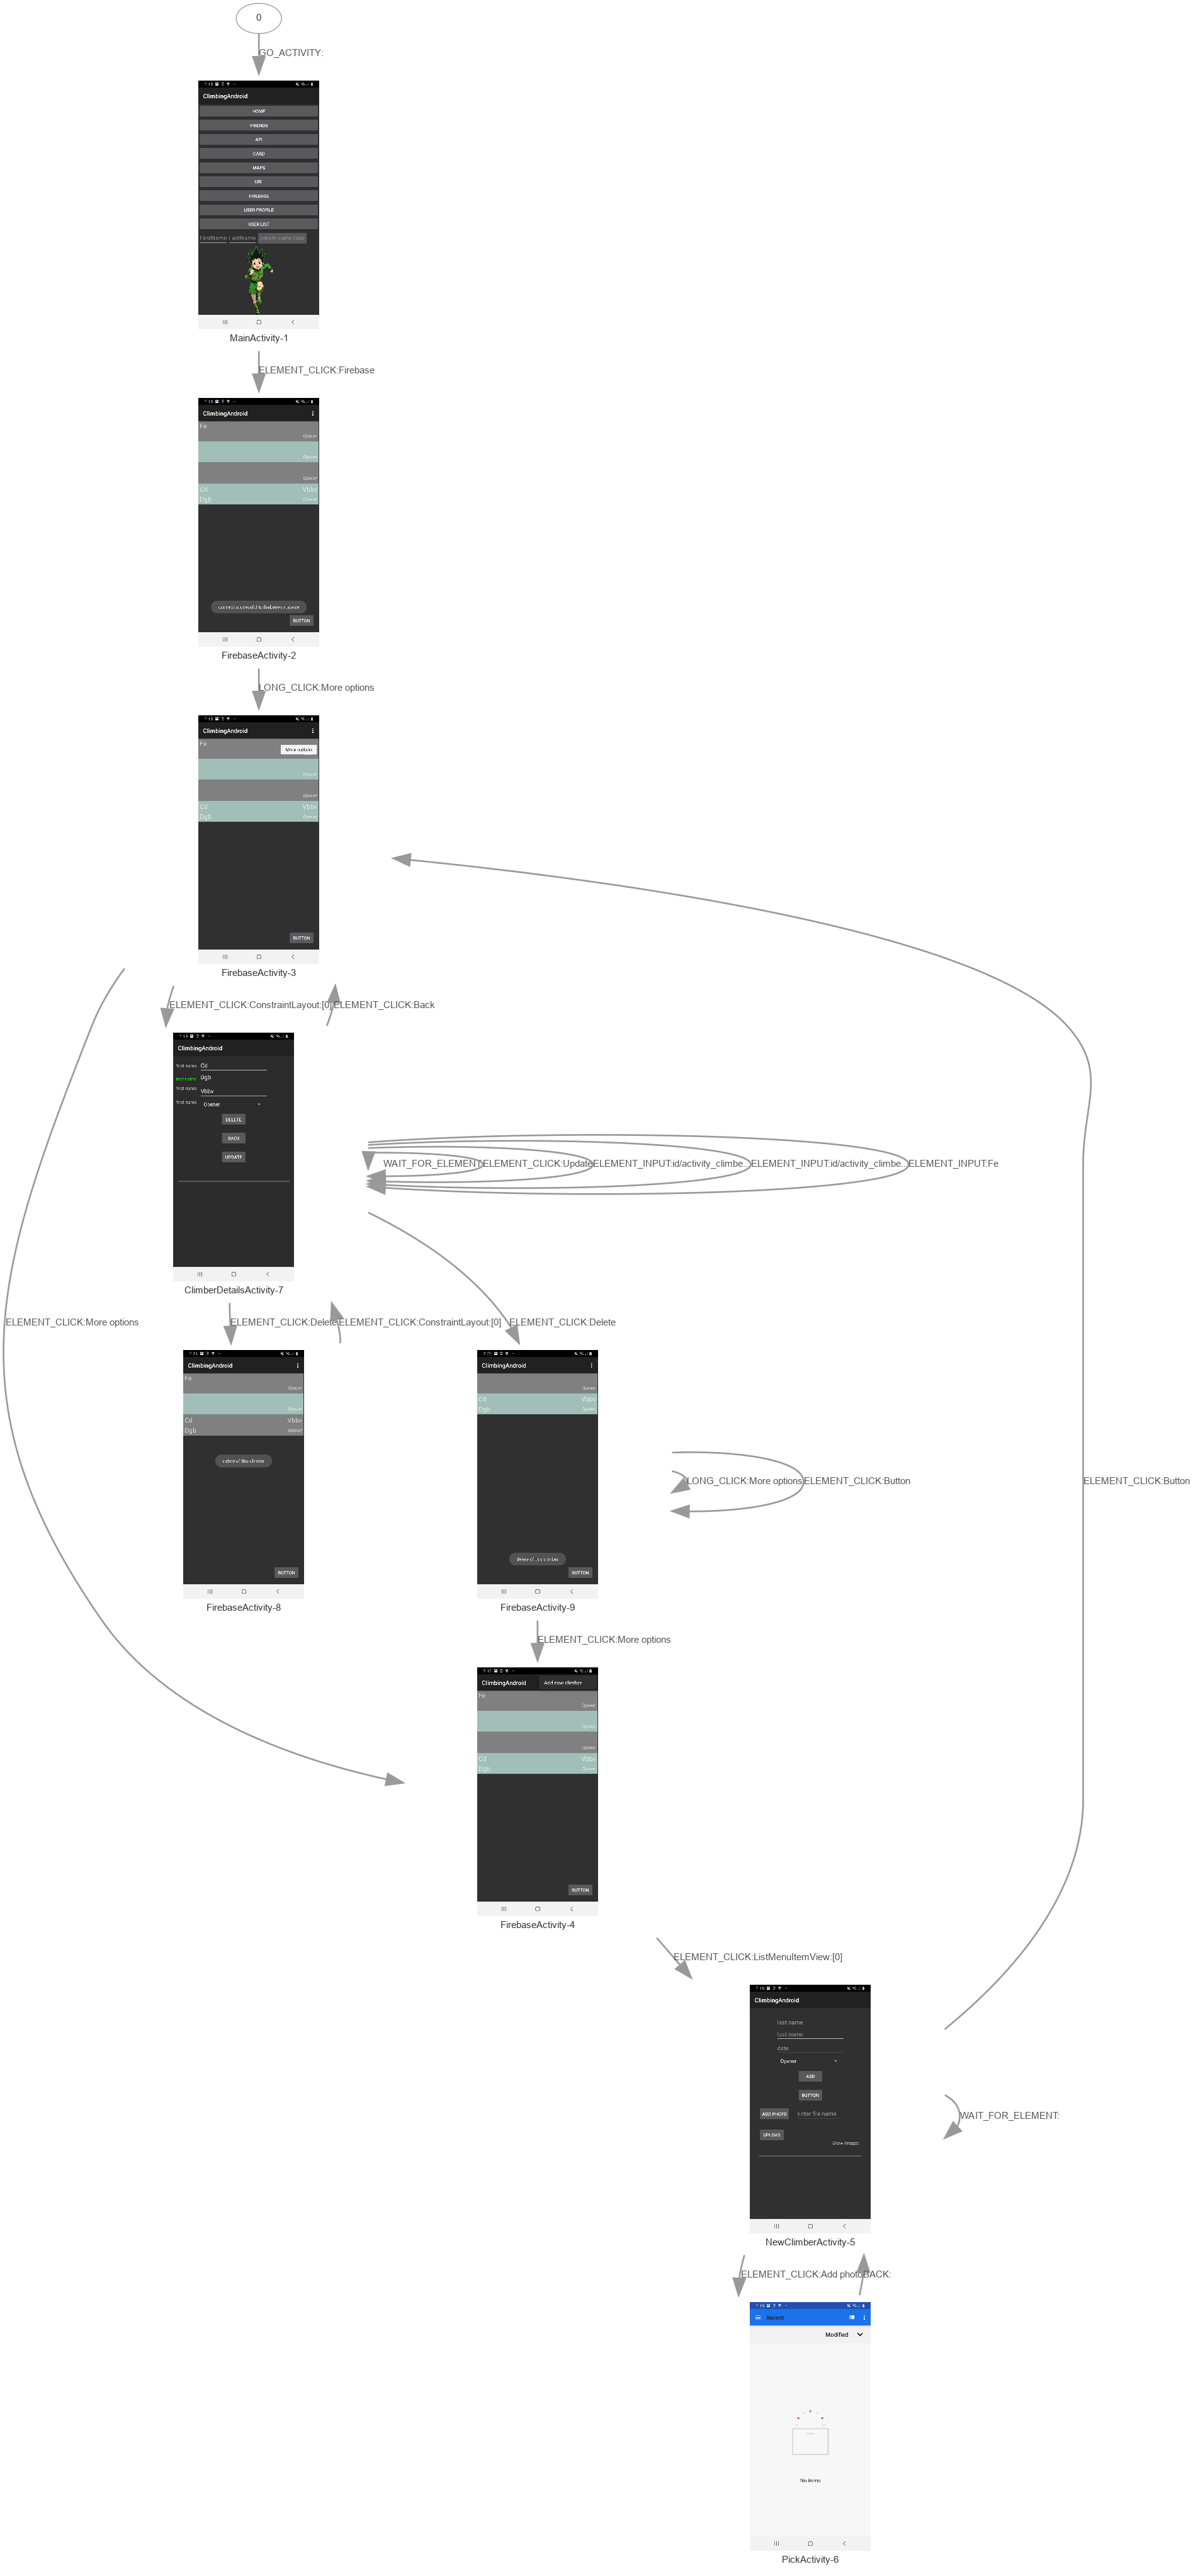 0
GO_ACTIVITY:
ClimbingAndroid
HOME
FRIENDS
API
CARD
MAPS
FIREBASE
USER PROFILE
USER LIST
FirstName LastName
MainActivity-1
ELEMENT_CLICK:Firebase
ClimbingAndroid
Fe
Opener
Opener
Opener
Cd Vbbv
Dgb Opener
BUTTON
FirebaseActivity-2
LONG_CLICK:More options
ClimbingAndroid
Fe More options
Opener
Opener
Cd Vbbv
Dgb Opener
BUTTON
FirebaseActivity-3
ELEMENT_CLICK:ConstraintLayout:[0] ELEMENT_CLICK:Back
ClimbingAndroid
first name Cd
Dgb
first name Vbbv
first name Opener
DELETE
BACK
UPDATE
WAIT_FOR_ELEMENT: ELEMENT_CLICK:Update ELEMENT_INPUT:id/activity_climbe... ELEMENT_INPUT:id/activity_climbe... ELEMENT_INPUT:Fe
ClimberDetailsActivity-7
ELEMENT_CLICK:More options ELEMENT_CLICK:Delete ELEMENT_CLICK:ConstraintLayout:[0] ELEMENT_CLICK:Delete
ClimbingAndroid
Fe
Opener
Opener
Cd Vbbv
Dgb Opener
BUTTON
FirebaseActivity-8
ClimbingAndroid
Opener
Cd Vbbv
Dgb Opener
BUTTON
FirebaseActivity-9
LONG_CLICK:More options ELEMENT_CLICK:Button
ELEMENT_CLICK:Button
ELEMENT_CLICK:More options
ClimbingAndroid Add new climber
Fe
Opener
Opener
Opener
Cd Vbbv
Dgb Opener
BUTTON
FirebaseActivity-4
ELEMENT_CLICK:ListMenuItemView:[0]
ClimbingAndroid
last name
last name
date
Opener
ADD
BUTTON
ADD PHOTO Enter file name
UPLOAD
Show Images
WAIT_FOR_ELEMENT:
NewClimberActivity-5
ELEMENT_CLICK:Add photo BACK:
Recent
Modified
No items
PickActivity-6